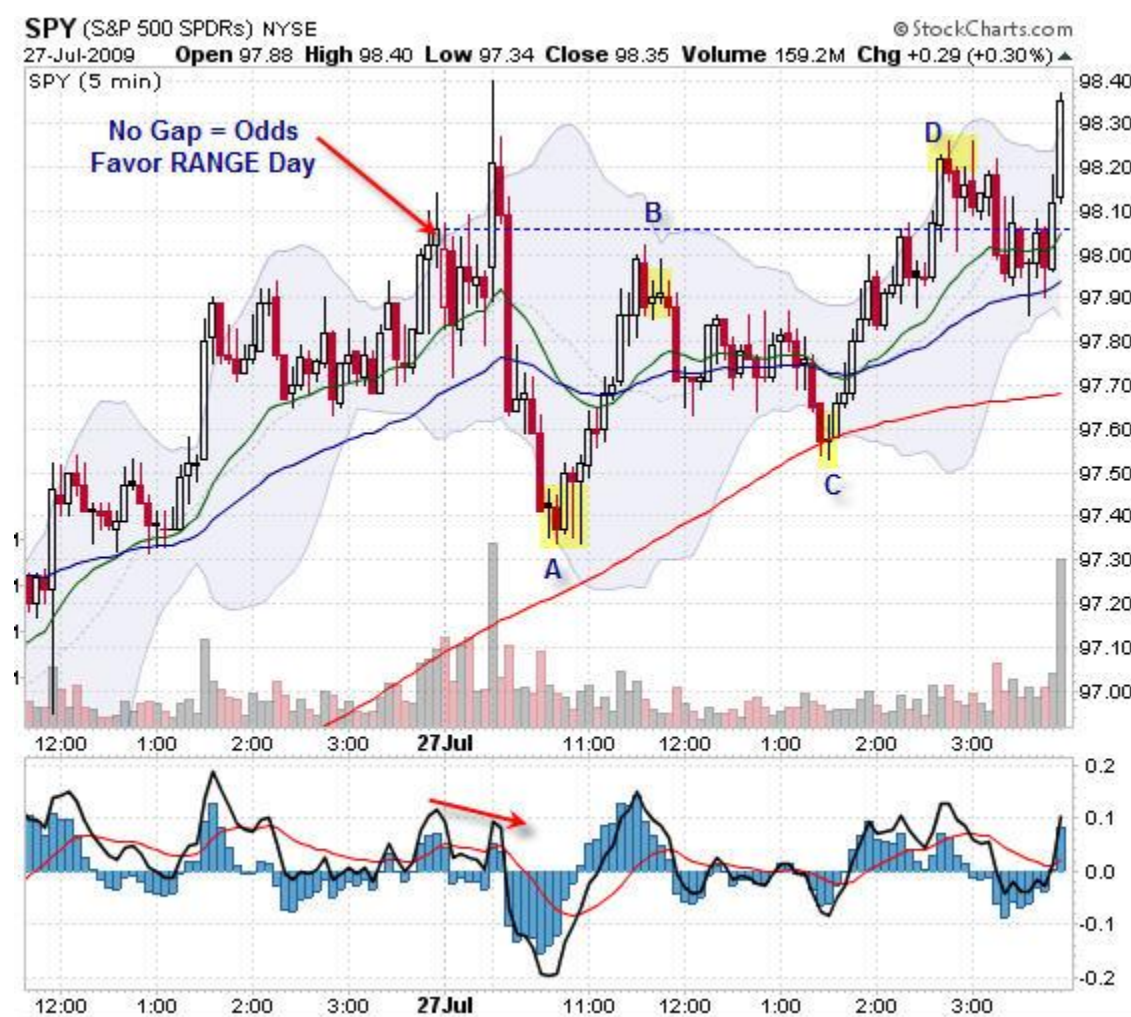 SPY (S&P 500 SPDRs) NYSE
© StockCharts.com
27-Jul-2009 Open 97.88 High 98.40 Low 97.34 Close 98.35 Volume 159.2M Chg +0.29 (+0.30%)
SPY (5 min)
No Gap = Odds
Favor RANGE Day
A
B
C
D
98.40
98.30
98.20
98.10
98.00
97.90
97.80
97.70
97.60
97.50
97.40
97.30
97.20
97.10
97.00
12:00 1:00 2:00 3:00 27Jul 11:00 12:00 1:00 2:00 3:00
0.2
0.1
0.0
-0.1
-0.2
12:00 1:00 2:00 3:00 27Jul 11:00 12:00 1:00 2:00 3:00